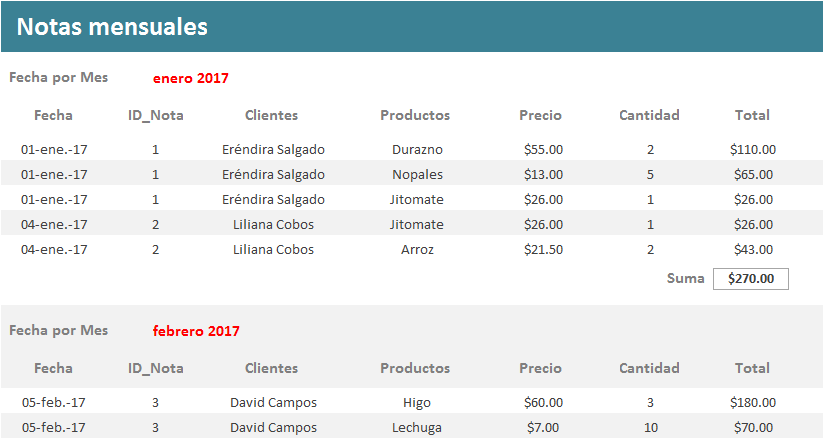 Notas mensuales
Fecha por Mes enero 2017
Fecha ID_Nota Clientes Productos Precio Cantidad Total
01-ene.-17 1 Eréndira Salgado Durazno $55.00 2 $110.00
01-ene.-17 1 Eréndira Salgado Nopales $13.00 5 $65.00
01-ene.-17 1 Eréndira Salgado Jitomate $26.00 1 $26.00
04-ene.-17 2 Liliana Cobos Jitomate $26.00 1 $26.00
04-ene.-17 2 Liliana Cobos Arroz $21.50 2 $43.00
Suma $270.00
Fecha por Mes febrero 2017
Fecha ID_Nota Clientes Productos Precio Cantidad Total
05-feb.-17 3 David Campos Higo $60.00 3 $180.00
05-feb.-17 3 David Campos Lechuga $7.00 10 $70.00